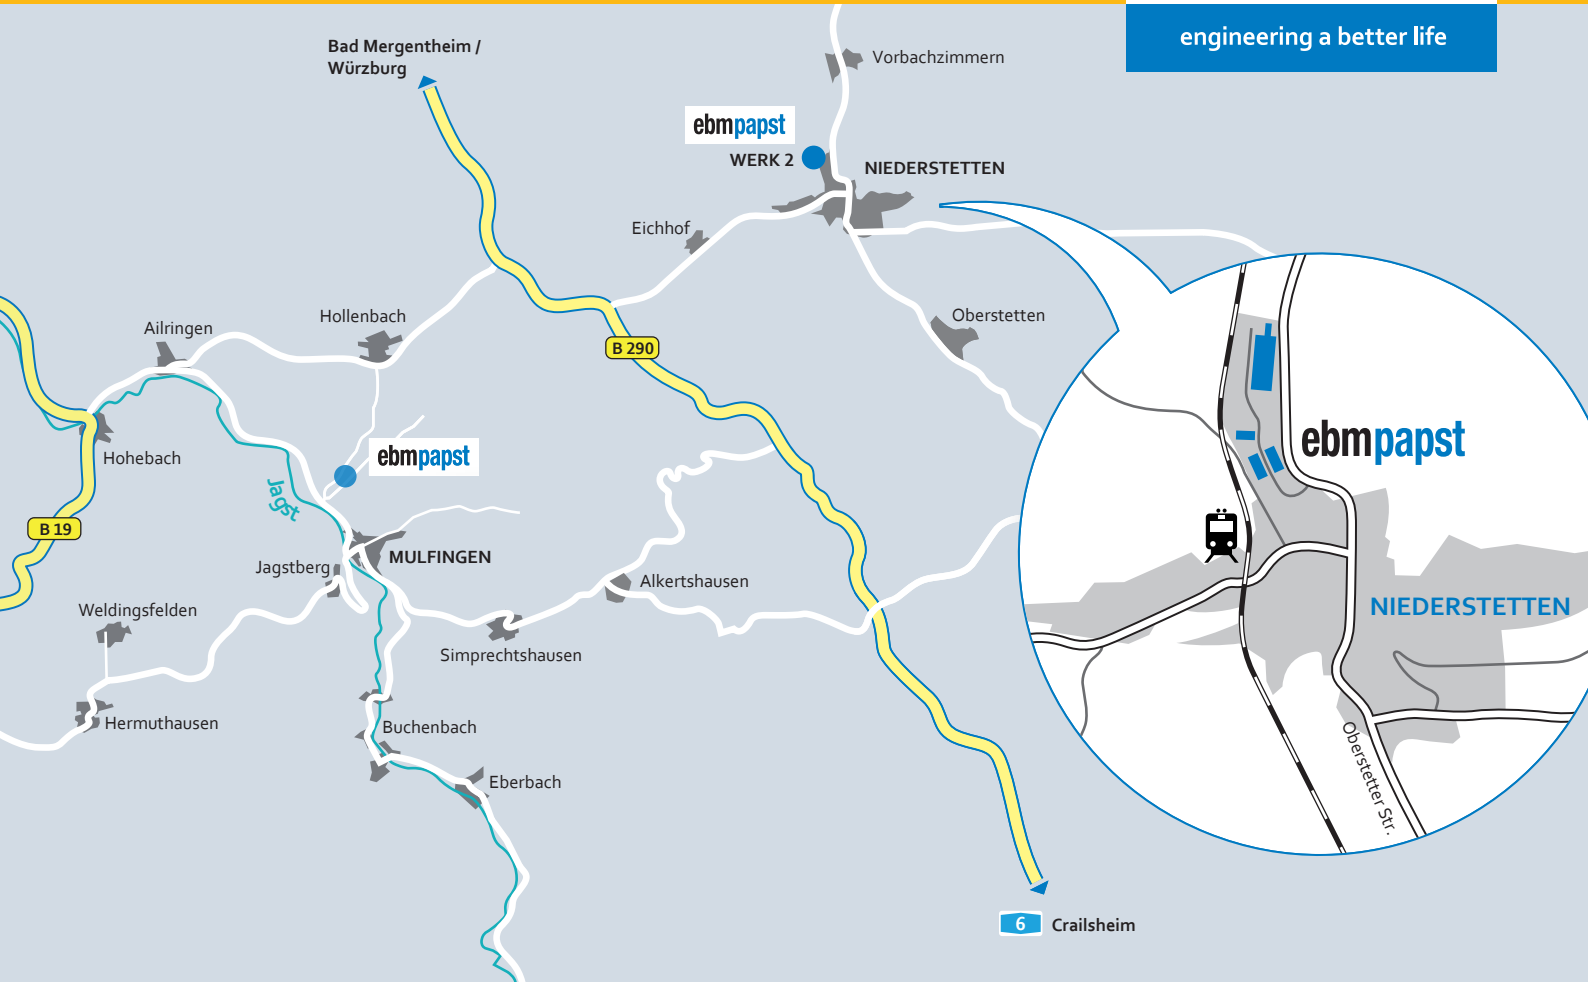 engineering a better life
Bad Mergentheim /
Würzburg
Vorbachzimmern
ebmpapst
WERK 2
NIEDERSTETTEN
Eichhof
Oberstetten
Hollenbach
Ailringen
B 290
ebmpapst
Hohebach
ebmpapst
Jagst
B 19
MULFINGEN
Jagstberg
Alkertshausen
Weldingsfelden
NIEDERSTETTEN
Simprechtshausen
Hermuthausen
Buchenbach
Oberstetter Str.
Eberbach
6
Crailsheim